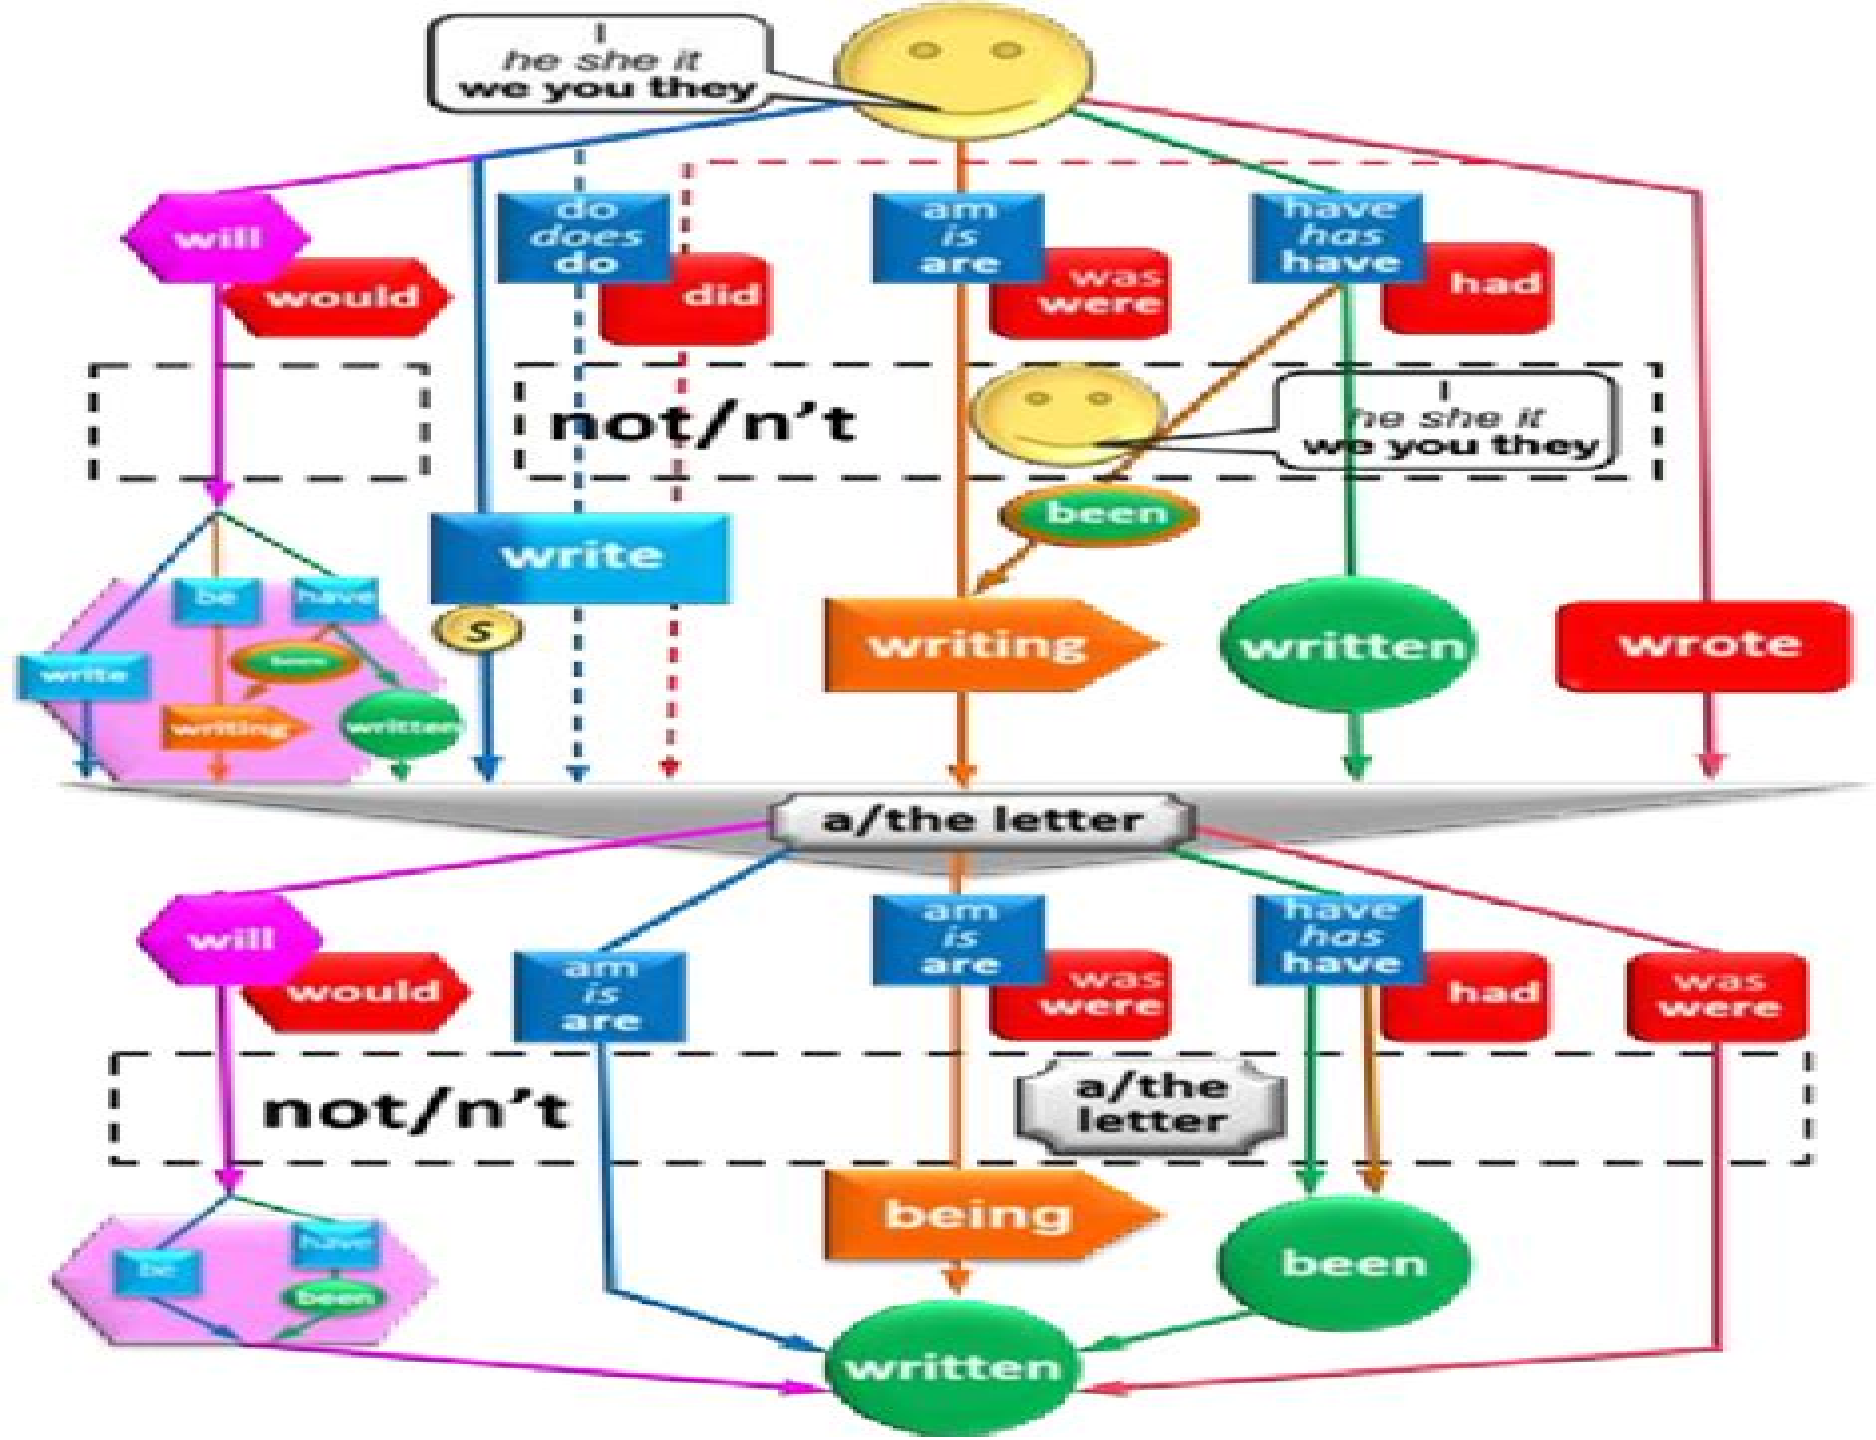 I
he she it
we you they
will
would
do
does
do
did
am
is
are
was
were
have
has
have
had
not/n't
I
he she it
we you they
been
write
s
writing
written
wrote
be
have
been
write
writing
written
a/the letter
will
would
am
is
are
am
is
are
was
were
have
has
have
had
was
were
not/n't
a/the
letter
being
been
be
have
been
written